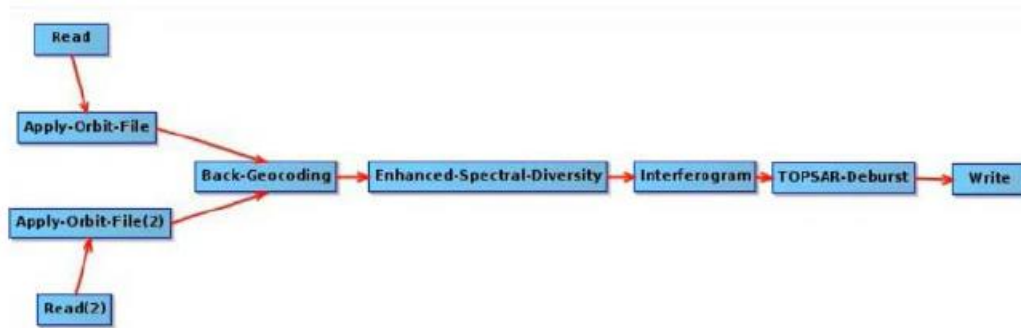 Read
Apply-Orbit-File
Back-Geocoding
Enhanced-Spectral-Diversity
Interferogram
TOPSAR-Deburst
Write
Apply-Orbit-File(2)
Read(2)